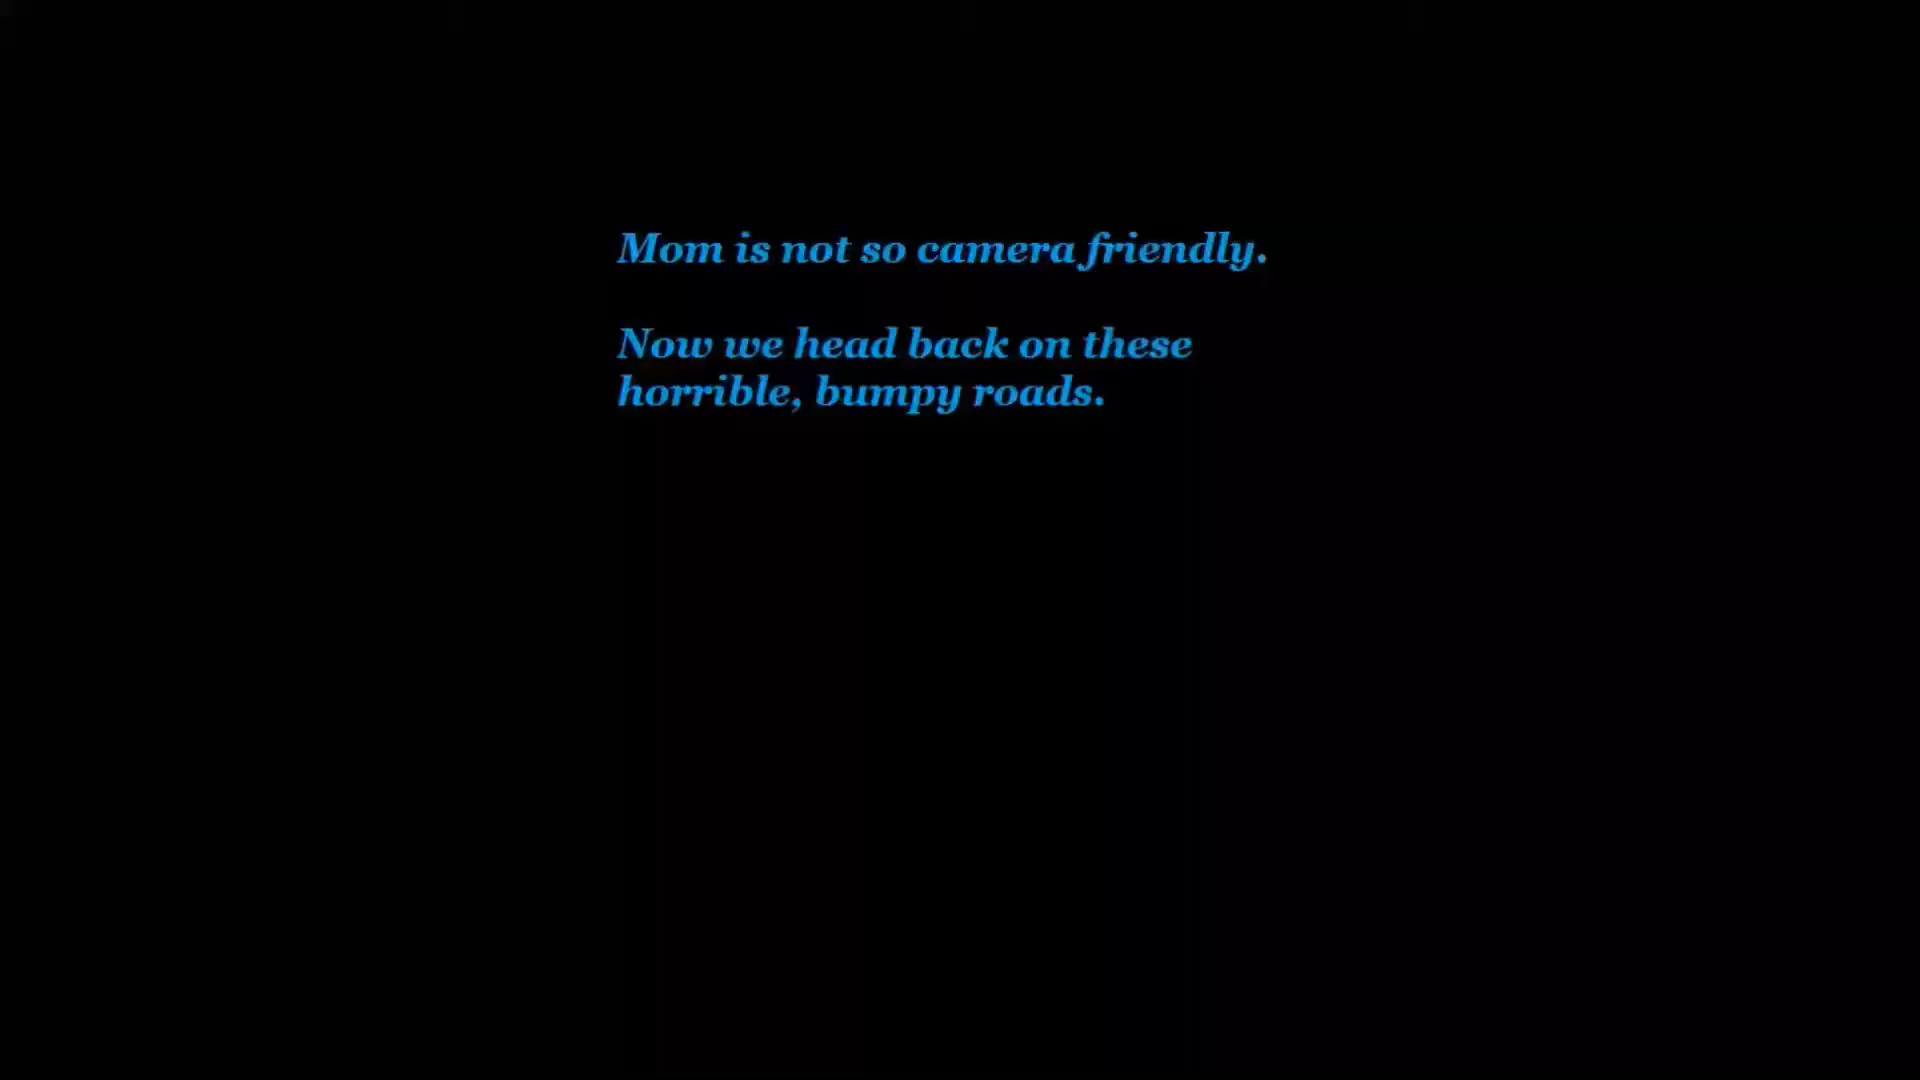 Mom is not so camera friendly.
Now we head back on these
horrible, bumpy roads.